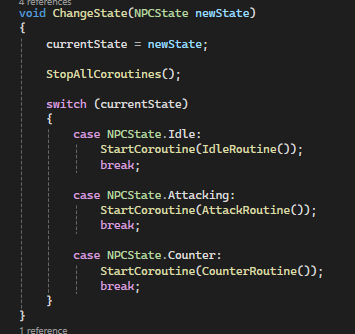 4 references
void ChangeState(NPCState newState)
{
currentState = newState;
StopAllCoroutines();
switch (currentState)
{
case NPCState.Idle:
StartCoroutine(IdleRoutine());
break;
case NPCState.Attacking:
StartCoroutine(AttackRoutine());
break;
case NPCState.Counter:
StartCoroutine(CounterRoutine());
break;
}
}
1 reference